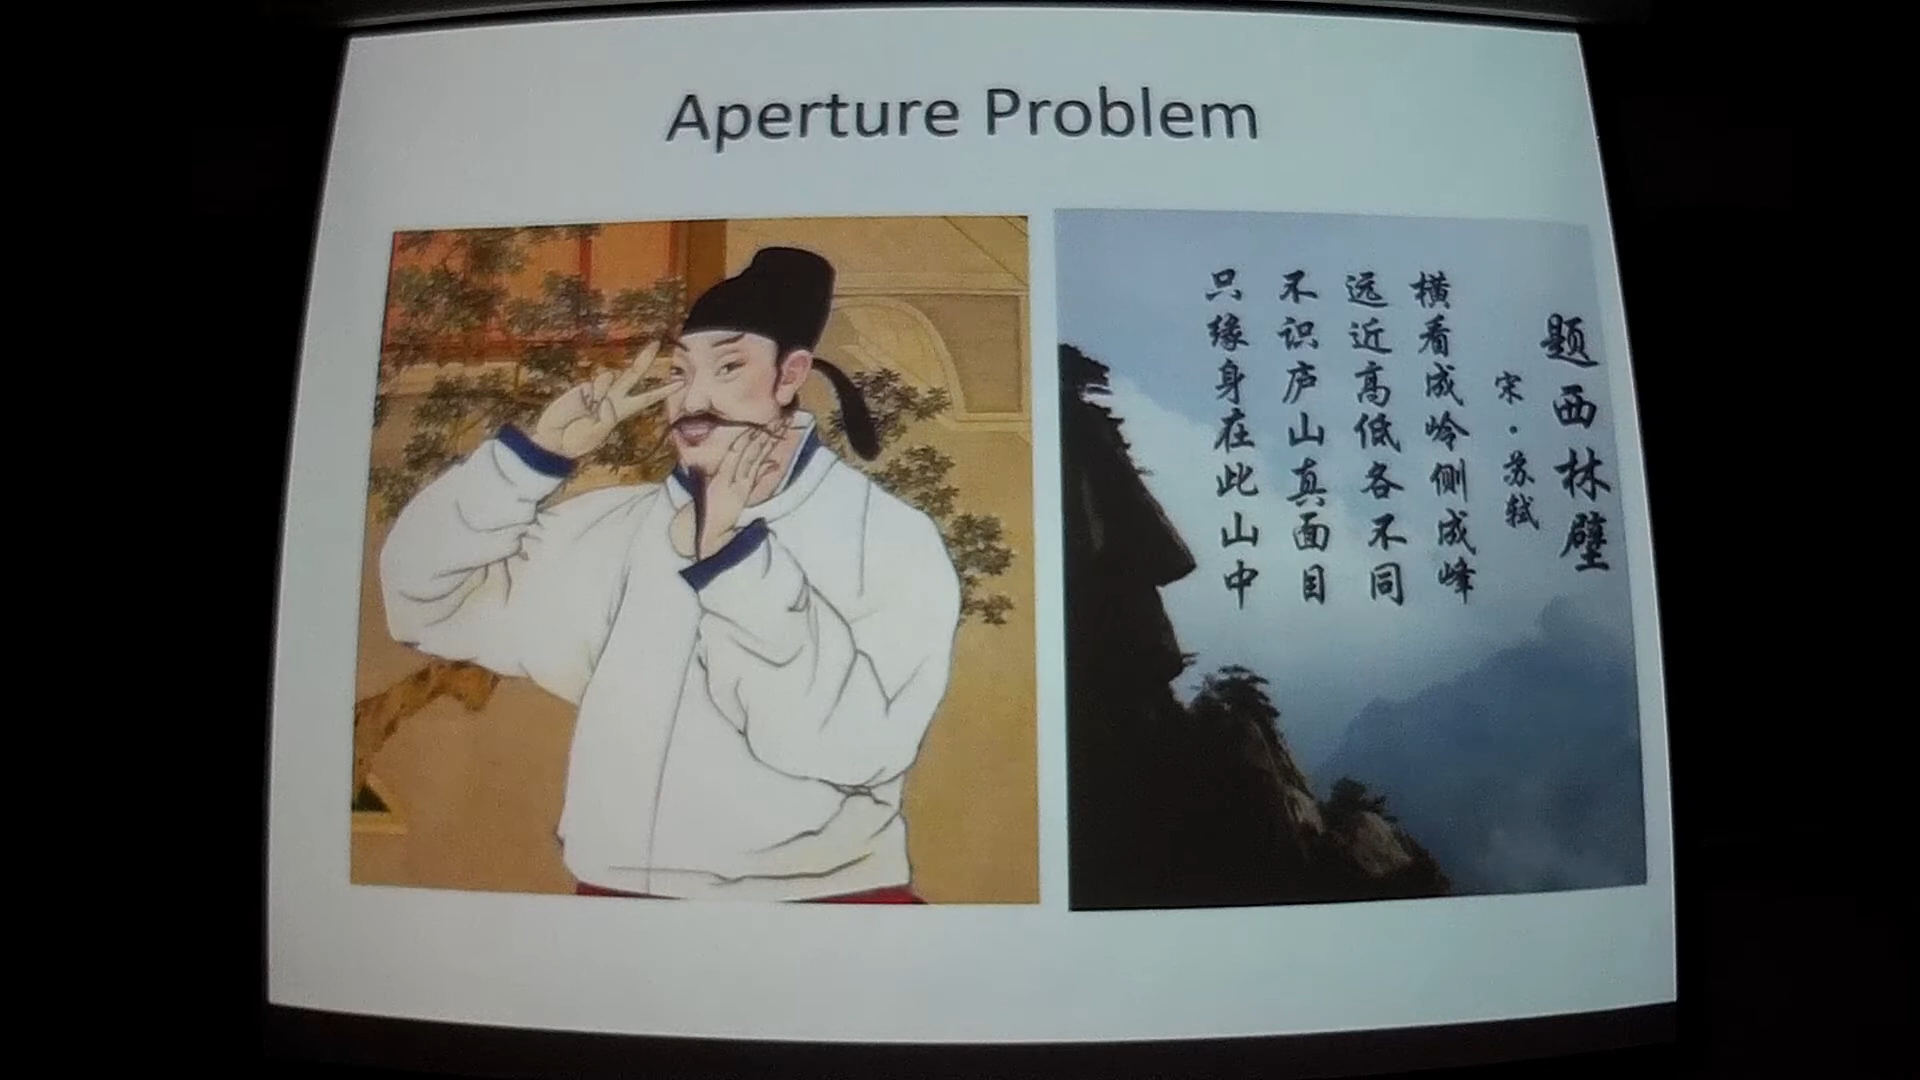 Aperture Problem
题西林壁
宋·苏轼
横看成岭侧成峰
远近高低各不同
不识庐山真面目
只缘身在此山中